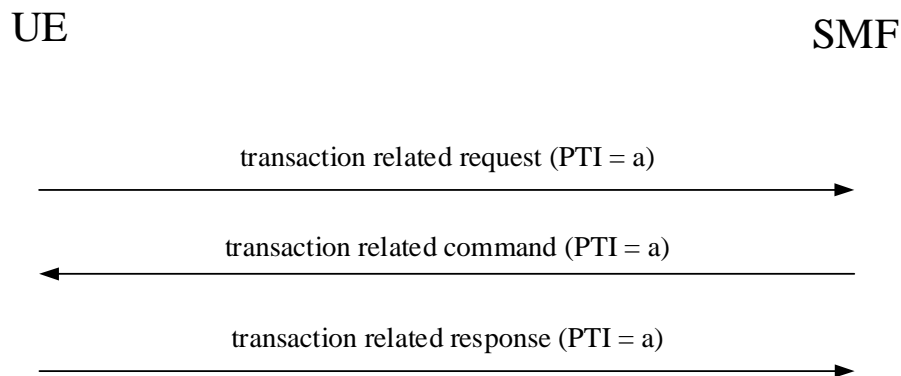 UE
SMF
transaction related request (PTI = a)
transaction related command (PTI = a)
transaction related response (PTI = a)